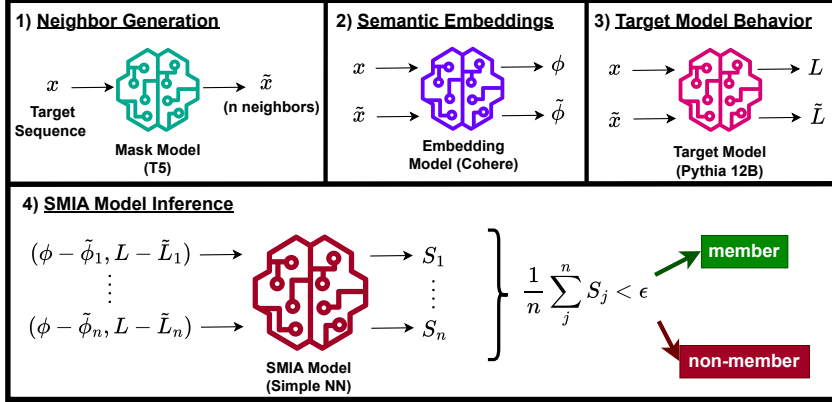 1) Neighbor Generation
x
x̃
Target
Sequence
(n neighbors)
Mask Model
(T5)
2) Semantic Embeddings
x
ϕ
x̃
ϕ̃
Embedding
Model (Cohere)
3) Target Model Behavior
x
L
x̃
L̃
Target Model
(Pythia 12B)
4) SMIA Model Inference
(ϕ − ϕ̃₁, L − L̃₁)
S₁
⋮
⋮
(ϕ − ϕ̃ₙ, L − L̃ₙ)
Sₙ
SMIA Model
(Simple NN)
1/n ∑ⱼⁿ Sⱼ < ϵ
member
non-member